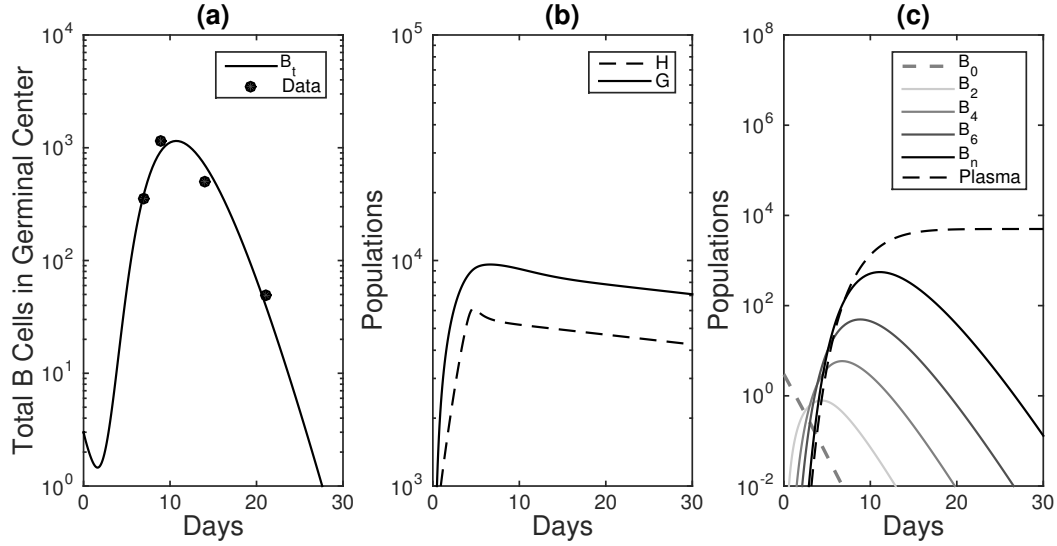 (a)
Total B Cells in Germinal Center
10^4
10^3
10^2
10^1
10^0
0 10 20 30
Days
B_t
Data
(b)
Populations
10^5
10^4
10^3
0 10 20 30
Days
H
G
(c)
Populations
10^8
10^6
10^4
10^2
10^0
10^-2
0 10 20 30
Days
B_0
B_2
B_4
B_6
B_n
Plasma